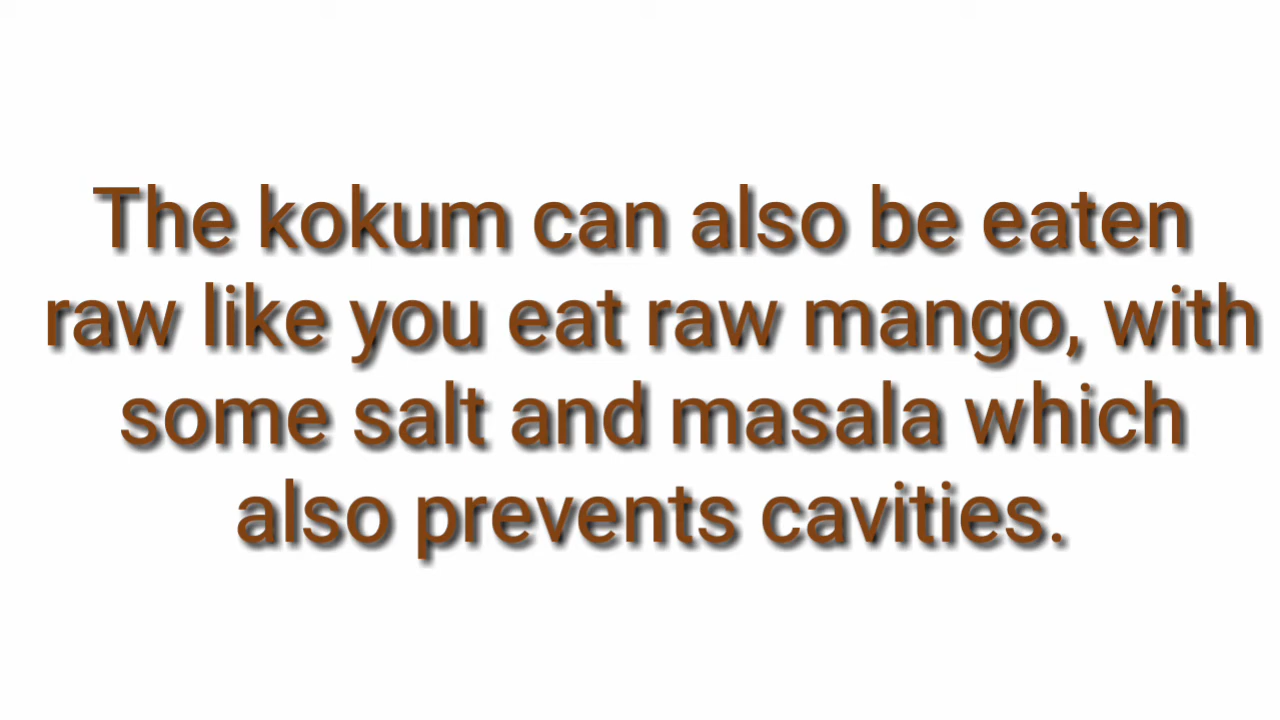 The kokum can also be eaten
raw like you eat raw mango, with
some salt and masala which
also prevents cavities.